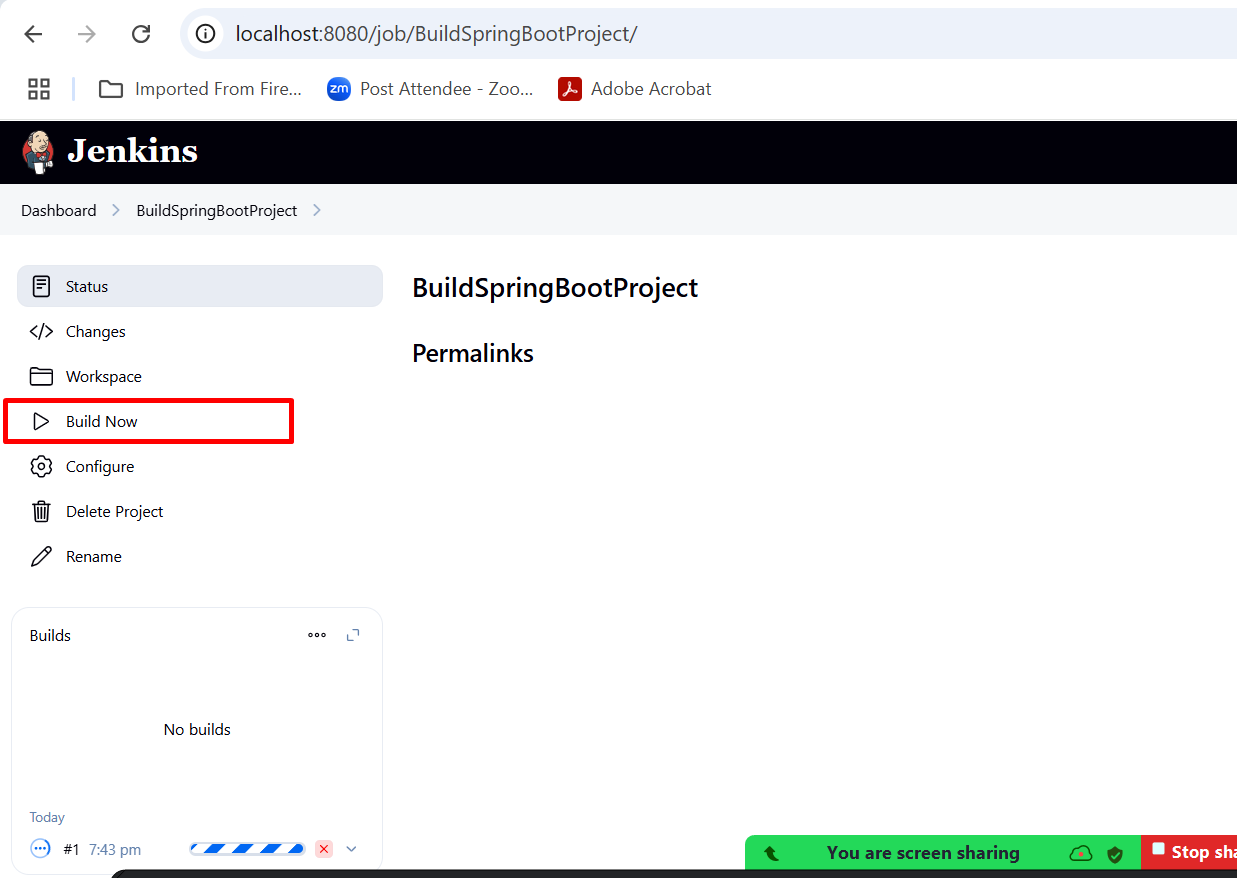 localhost:8080/job/BuildSpringBootProject/
Imported From Fire... zm Post Attendee - Zoo... Adobe Acrobat
Jenkins
Dashboard BuildSpringBootProject
Status
Changes
Workspace
Build Now
Configure
Delete Project
Rename
BuildSpringBootProject
Permalinks
Builds
No builds
Today
#1 7:43 pm
You are screen sharing Stop sha